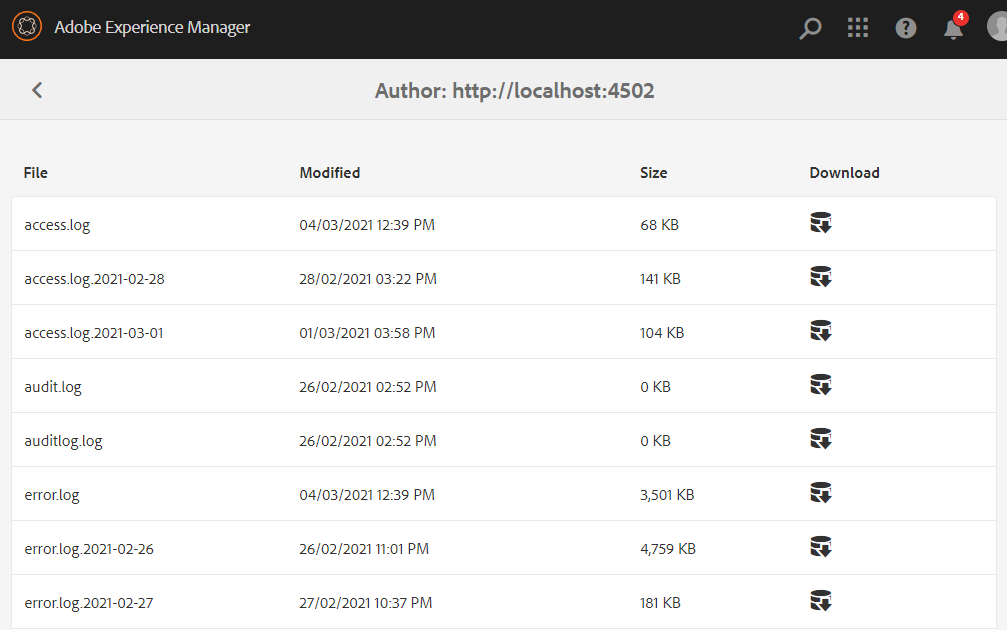 Adobe Experience Manager
4
Author: http://localhost:4502
File Modified Size Download
access.log 04/03/2021 12:39 PM 68 KB
access.log.2021-02-28 28/02/2021 03:22 PM 141 KB
access.log.2021-03-01 01/03/2021 03:58 PM 104 KB
audit.log 26/02/2021 02:52 PM 0 KB
auditlog.log 26/02/2021 02:52 PM 0 KB
error.log 04/03/2021 12:39 PM 3,501 KB
error.log.2021-02-26 26/02/2021 11:01 PM 4,759 KB
error.log.2021-02-27 27/02/2021 10:37 PM 181 KB